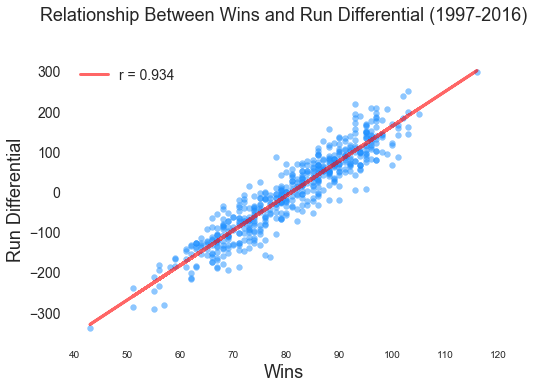 Relationship Between Wins and Run Differential (1997-2016)
r = 0.934
300
200
100
0
−100
−200
−300
Run Differential
40 50 60 70 80 90 100 110 120
Wins